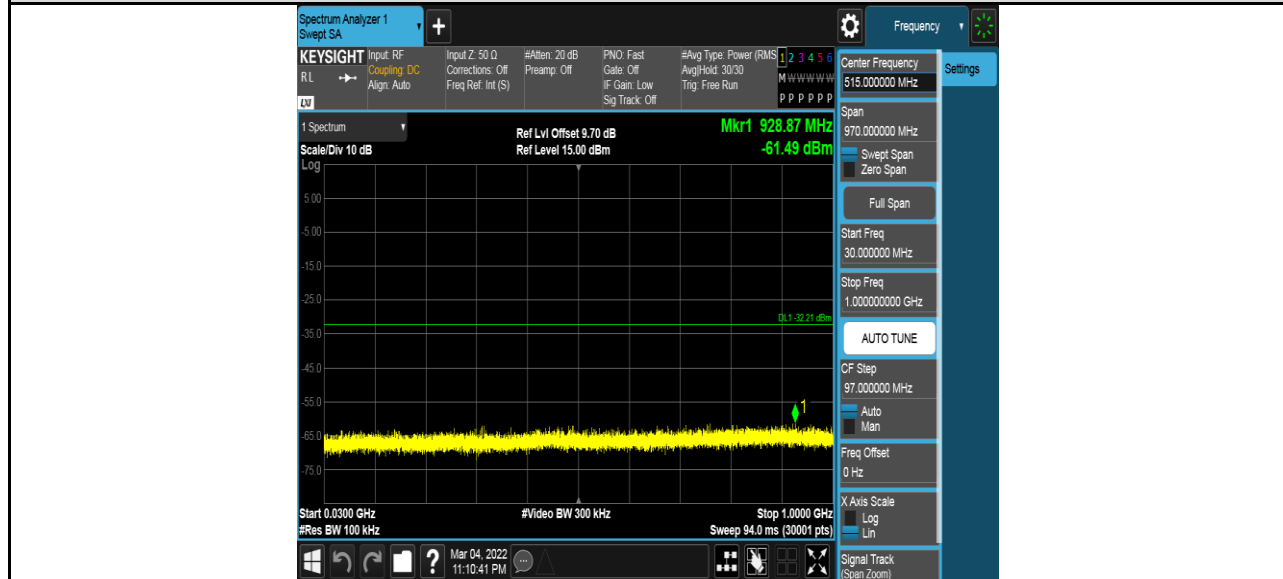 Spectrum Analyzer 1
Swept SA
+
Frequency
KEYSIGHT
RL
LXI
Input: RF
Coupling: DC
Align: Auto
Input Z: 50 Ω
Corrections: Off
Freq Ref: Int (S)
#Atten: 20 dB
Preamp: Off
PNO: Fast
Gate: Off
IF Gain: Low
Sig Track: Off
#Avg Type: Power (RMS
Avg|Hold: 30/30
Trig: Free Run
1 2 3 4 5 6
M W W W W W
P P P P P P
1 Spectrum
Scale/Div 10 dB
Log
Ref Lvl Offset 9.70 dB
Ref Level 15.00 dBm
Mkr1 928.87 MHz
-61.49 dBm
5.00
-5.00
-15.0
-25.0
DL1 -32.21 dBm
-35.0
-45.0
-55.0
1
-65.0
-75.0
Start 0.0300 GHz
#Res BW 100 kHz
#Video BW 300 kHz
Stop 1.0000 GHz
Sweep 94.0 ms (30001 pts)
?
Mar 04, 2022
11:10:41 PM
Center Frequency
515.000000 MHz
Settings
Span
970.000000 MHz
Swept Span
Zero Span
Full Span
Start Freq
30.000000 MHz
Stop Freq
1.000000000 GHz
AUTO TUNE
CF Step
97.000000 MHz
Auto
Man
Freq Offset
0 Hz
X Axis Scale
Log
Lin
Signal Track
(Span Zoom)